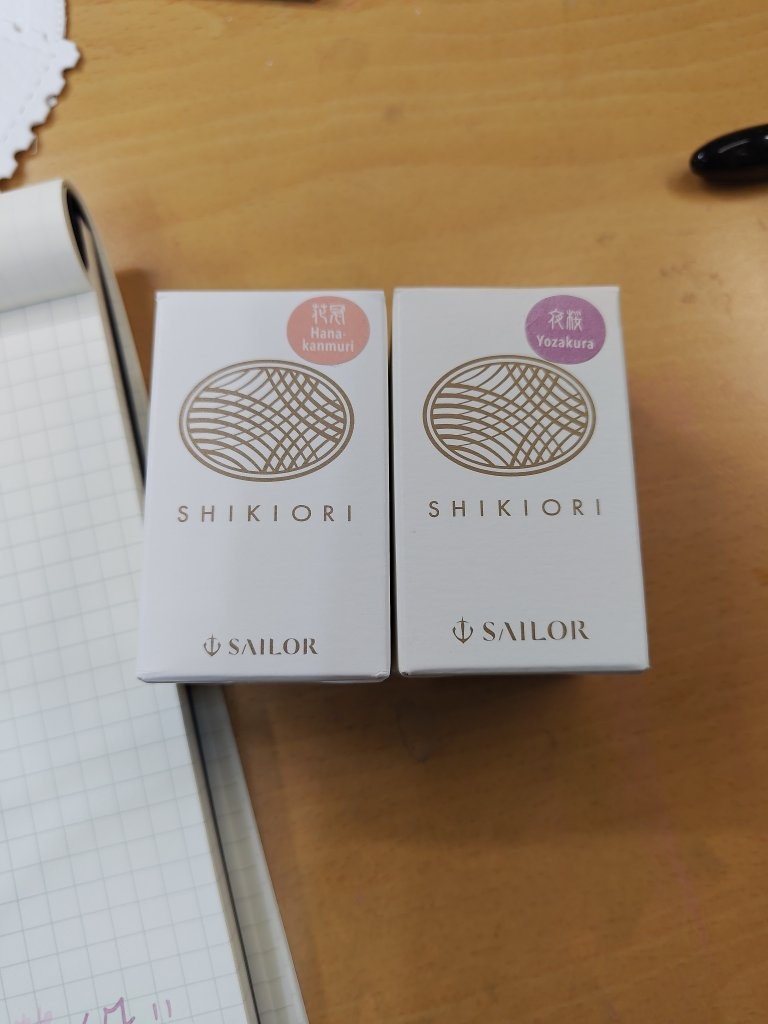 花冠
Hana-
kanmuri
SHIKIORI
SAILOR
夜桜
Yozakura
SHIKIORI
SAILOR